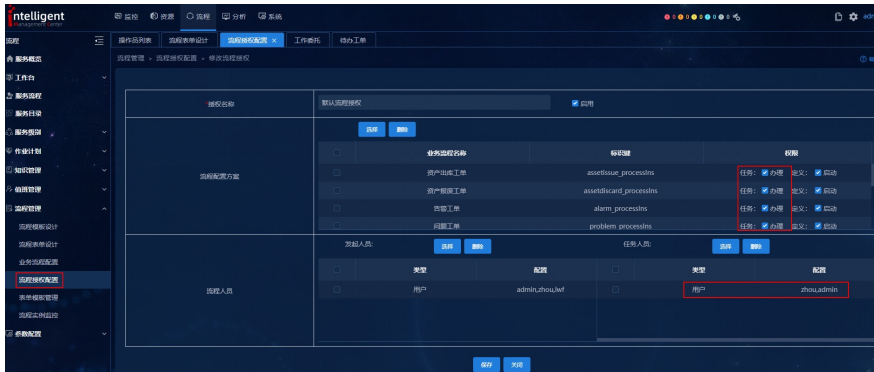 intelligent
Management Center
监控 资源 流程 分析 系统
0 0 0 0 0 0
流程
操作品列表 流程表单设计 流程授权配置 × 工作委托 待办工单
流程管理 > 流程授权配置 > 修改流程授权
服务概览
工作台
服务流程
服务目录
服务级别
作业计划
知识管理
值班管理
流程管理
流程模板设计
流程表单设计
业务流程配置
流程授权配置
表单模板管理
流程实例监控
参数配置
*授权名称 默认流程授权 启用
流程配置方案
选择 删除
业务流程名称 标识键 权限
资产出库工单 assetissue_processIns 任务: 办理 定义: 启动
资产报废工单 assetdiscard_processIns 任务: 办理 定义: 启动
告警工单 alarm_processIns 任务: 办理 定义: 启动
问题工单 problem_processIns 任务: 办理 定义: 启动
流程人员
发起人员: 选择 删除 任务人员: 选择 删除
类型 配置 类型 配置
用户 admin,zhou,lwf 用户 zhou,admin
保存 关闭